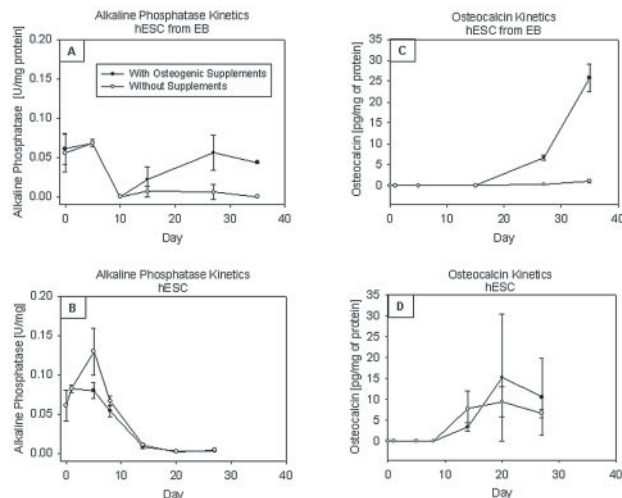 Alkaline Phosphatase Kinetics
hESC from EB
A
With Osteogenic Supplements
Without Supplements
Alkaline Phosphatase [U/mg protein]
0.20
0.15
0.10
0.05
0.00
0 10 20 30 40
Day
Osteocalcin Kinetics
hESC from EB
C
Osteocalcin [pg/mg of protein]
35
30
25
20
15
10
5
0
0 10 20 30 40
Day
Alkaline Phosphatase Kinetics
hESC
B
Alkaline Phosphatase [U/mg]
0.20
0.15
0.10
0.05
0.00
0 10 20 30 40
Day
Osteocalcin Kinetics
hESC
D
Osteocalcin [pg/mg of protein]
35
30
25
20
15
10
5
0
0 10 20 30 40
Day